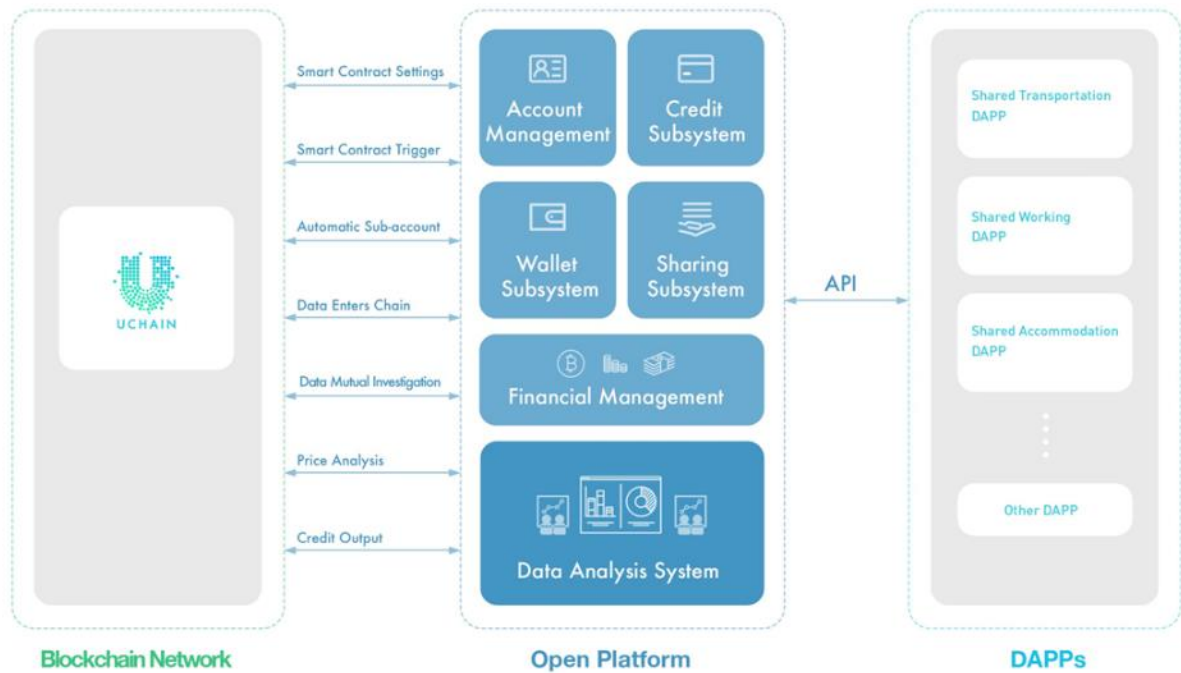 UCHAIN
Blockchain Network
Smart Contract Settings
Smart Contract Trigger
Automatic Sub-account
Data Enters Chain
Data Mutual Investigation
Price Analysis
Credit Output
Account
Management
Credit
Subsystem
Wallet
Subsystem
Sharing
Subsystem
Financial Management
Data Analysis System
Open Platform
API
Shared Transportation
DAPP
Shared Working
DAPP
Shared Accommodation
DAPP
Other DAPP
DAPPs